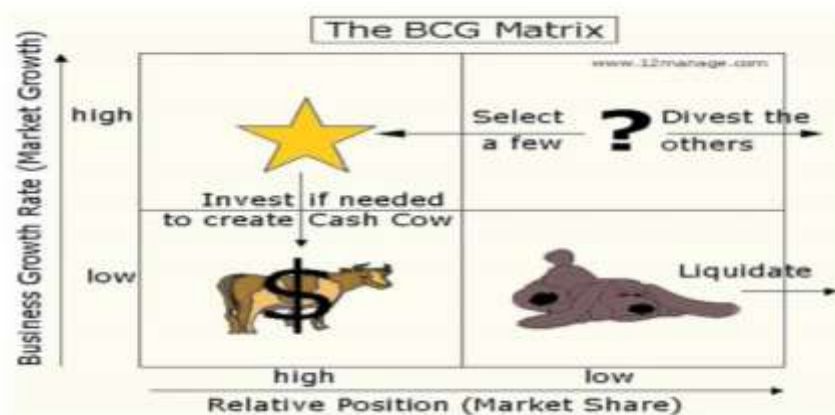 The BCG Matrix
www.12manage.com
Business Growth Rate (Market Growth)
high
Select
a few
?
Divest the
others
Invest if needed
to create Cash Cow
low
$
Liquidate
high
low
Relative Position (Market Share)